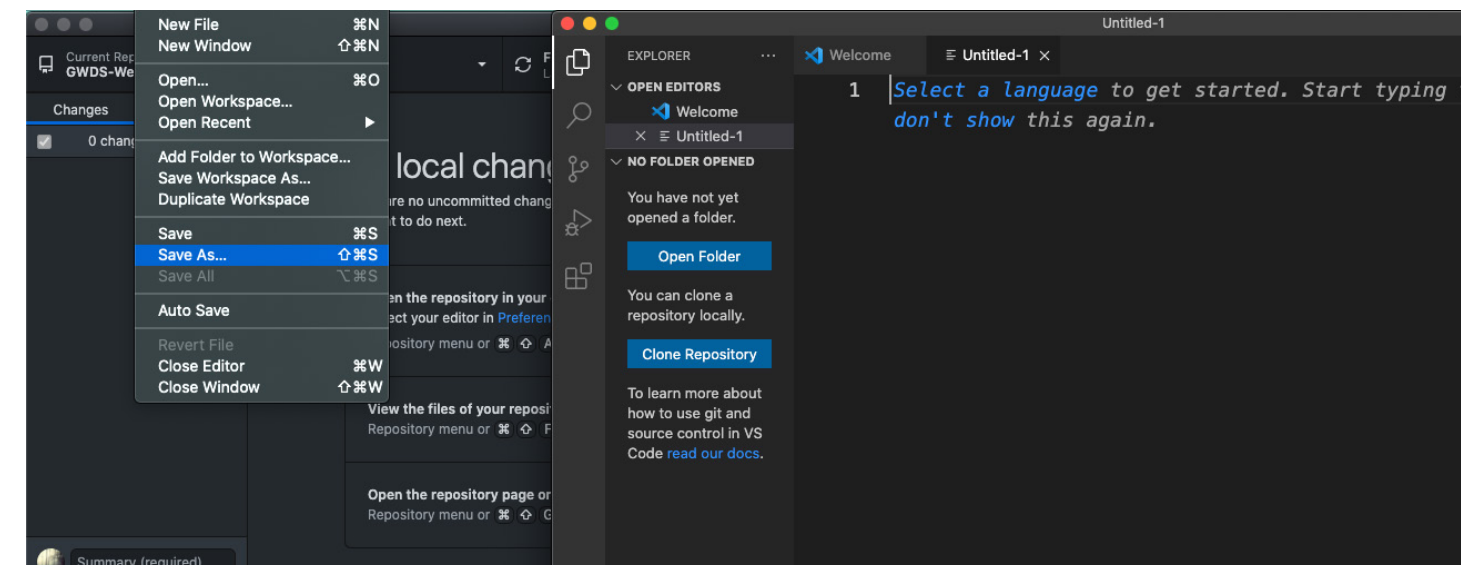 New File ⌘N
New Window ⇧⌘N
Open... ⌘O
Open Workspace...
Open Recent ▶
Add Folder to Workspace...
Save Workspace As...
Duplicate Workspace
Save ⌘S
Save As... ⇧⌘S
Save All ⌥⌘S
Auto Save
Revert File
Close Editor ⌘W
Close Window ⇧⌘W
Current Rep
GWDS-We
Changes
0 chang
F
L
local chang
re no uncommitted chang
t to do next.
en the repository in your
ect your editor in Preferen
ository menu or ⌘ ⇧ A
View the files of your reposi
Repository menu or ⌘ ⇧ F
Open the repository page or
Repository menu or ⌘ ⇧ G
Summary (required)
Untitled-1
EXPLORER ...
OPEN EDITORS
Welcome
Untitled-1
NO FOLDER OPENED
You have not yet
opened a folder.
Open Folder
You can clone a
repository locally.
Clone Repository
To learn more about
how to use git and
source control in VS
Code read our docs.
Welcome
Untitled-1
1 Select a language to get started. Start typing
don't show this again.